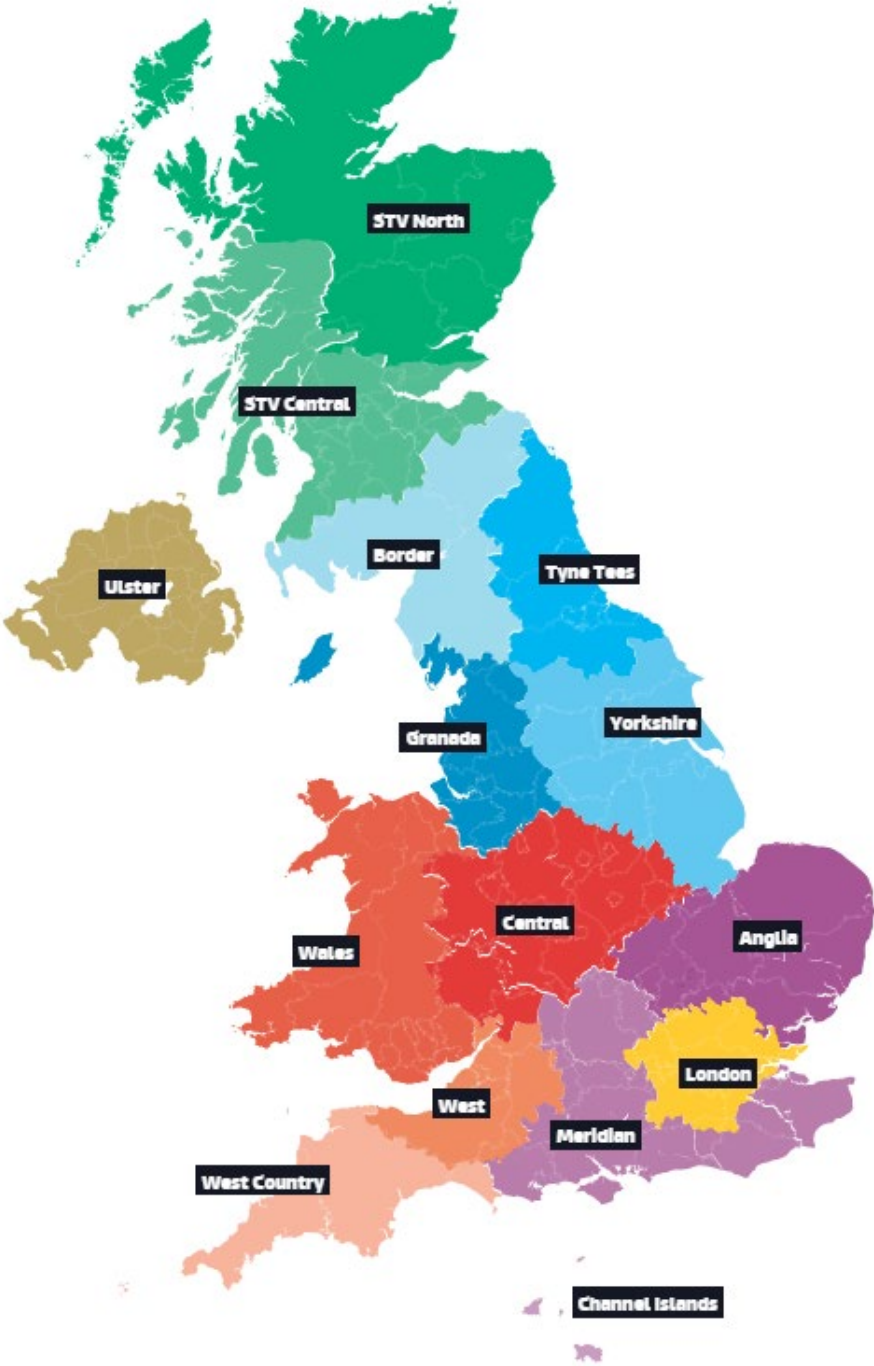 STV North
STV Central
Border
Tyne Tees
Ulster
Yorkshire
Granada
Central
Anglia
Wales
London
West
Meridian
West Country
Channel Islands